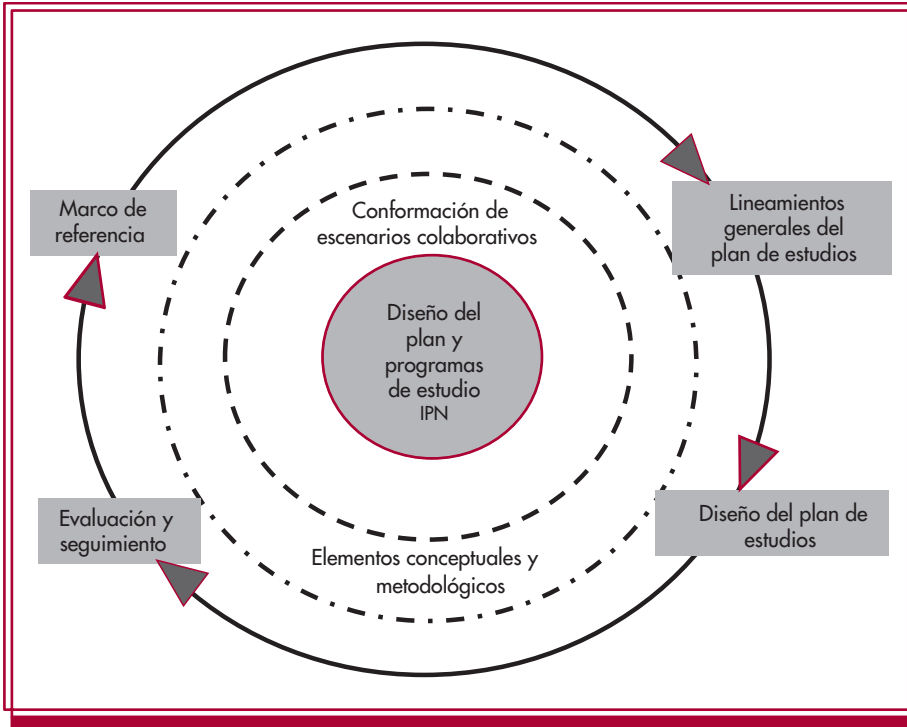 Marco de
referencia
Conformación de
escenarios colaborativos
Lineamientos
generales del
plan de estudios
Diseño del
plan y
programas
de estudio
IPN
Evaluación y
seguimiento
Elementos conceptuales y
metodológicos
Diseño del plan de
estudios